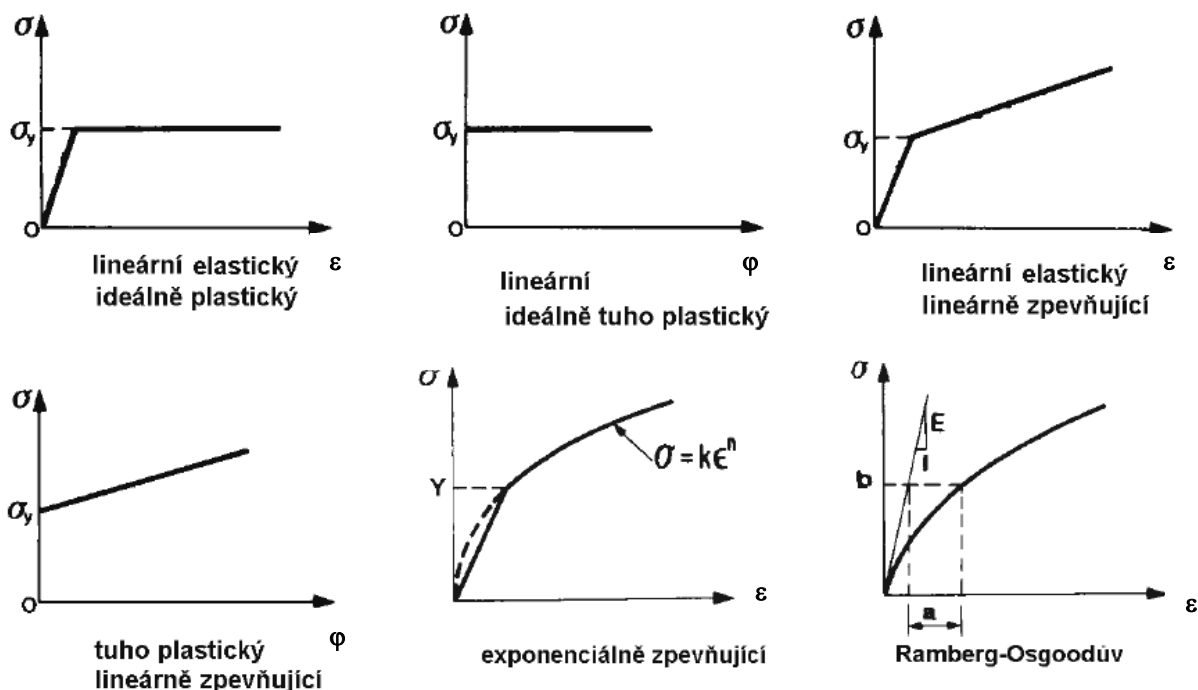 σ
σy
O
ε
lineární elastický
ideálně plastický
σ
σy
O
φ
lineární
ideálně tuho plastický
σ
σy
O
ε
lineární elastický
lineárně zpevňující
σ
σy
O
φ
tuho plastický
lineárně zpevňující
σ
Y
σ = kϵⁿ
ε
exponenciálně zpevňující
σ
E
1
b
a
ε
Ramberg-Osgoodův